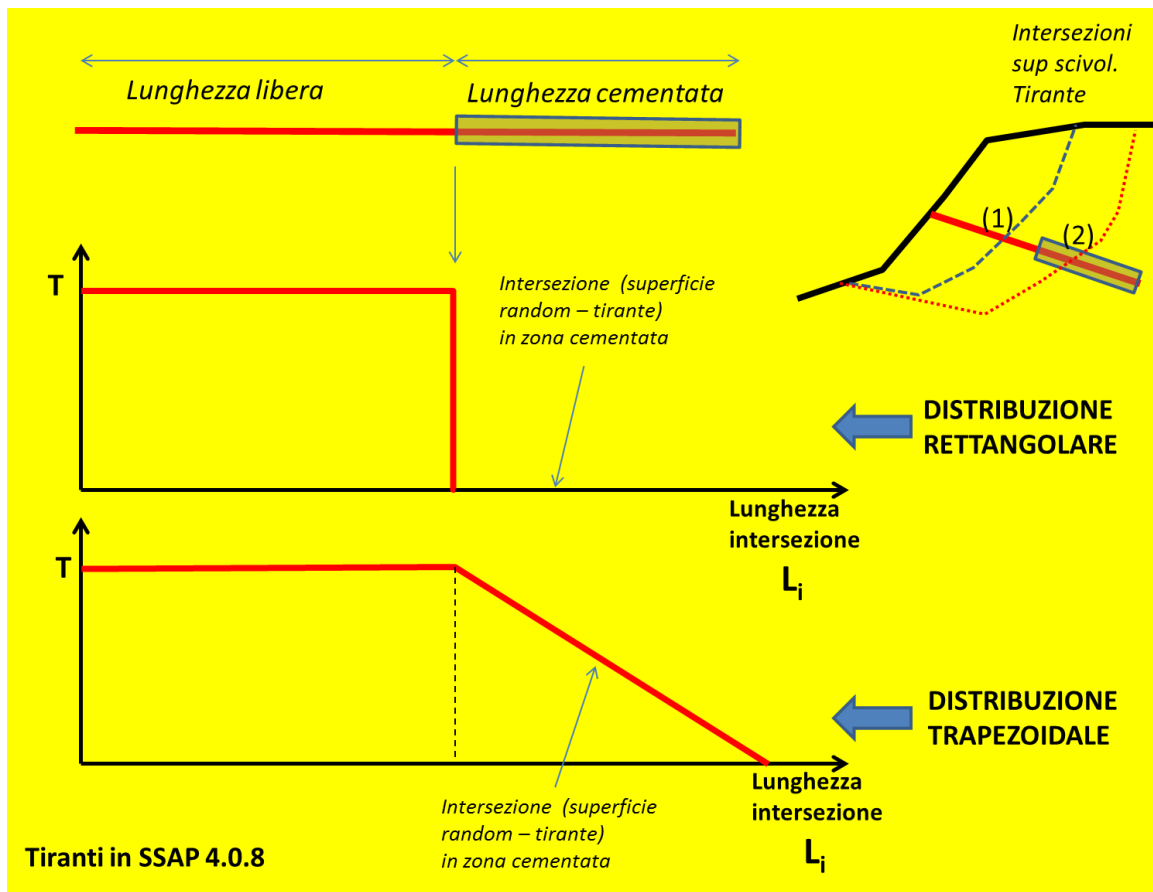 Lunghezza libera
Lunghezza cementata
Intersezioni
sup scivol.
Tirante
(1)
(2)
T
Intersezione (superficie
random – tirante)
in zona cementata
DISTRIBUZIONE
RETTANGOLARE
Lunghezza
intersezione
Li
T
DISTRIBUZIONE
TRAPEZOIDALE
Intersezione (superficie
random – tirante)
in zona cementata
Lunghezza
intersezione
Li
Tiranti in SSAP 4.0.8